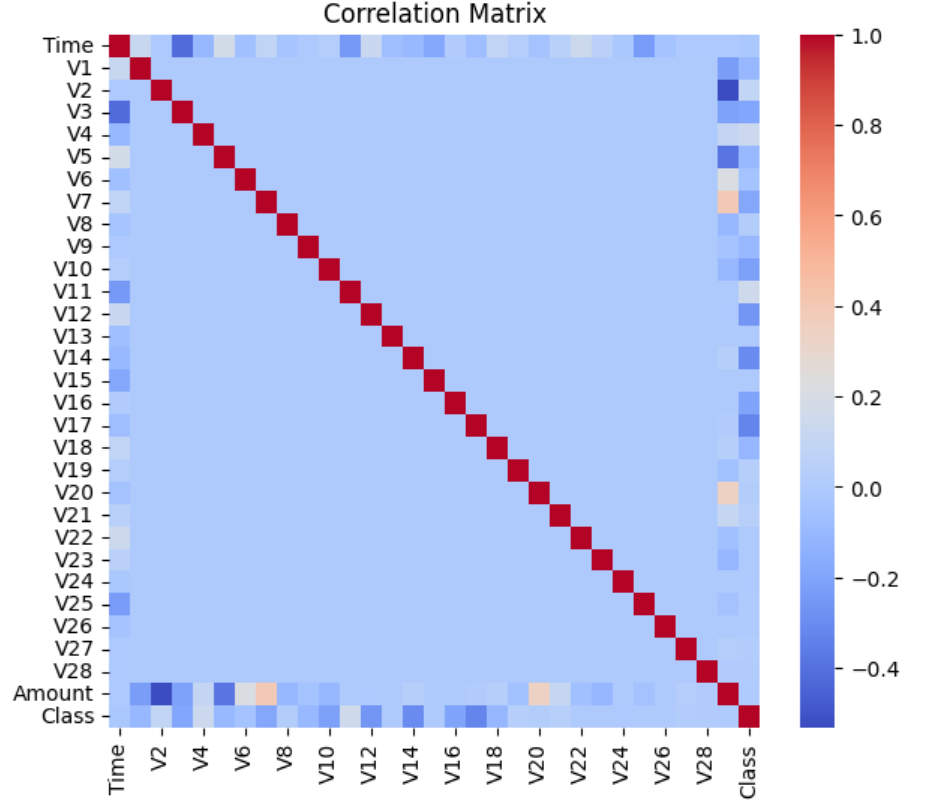 Correlation Matrix
Time
V1
V2
V3
V4
V5
V6
V7
V8
V9
V10
V11
V12
V13
V14
V15
V16
V17
V18
V19
V20
V21
V22
V23
V24
V25
V26
V27
V28
Amount
Class
Time
V2
V4
V6
V8
V10
V12
V14
V16
V18
V20
V22
V24
V26
V28
Class
1.0
0.8
0.6
0.4
0.2
0.0
−0.2
−0.4